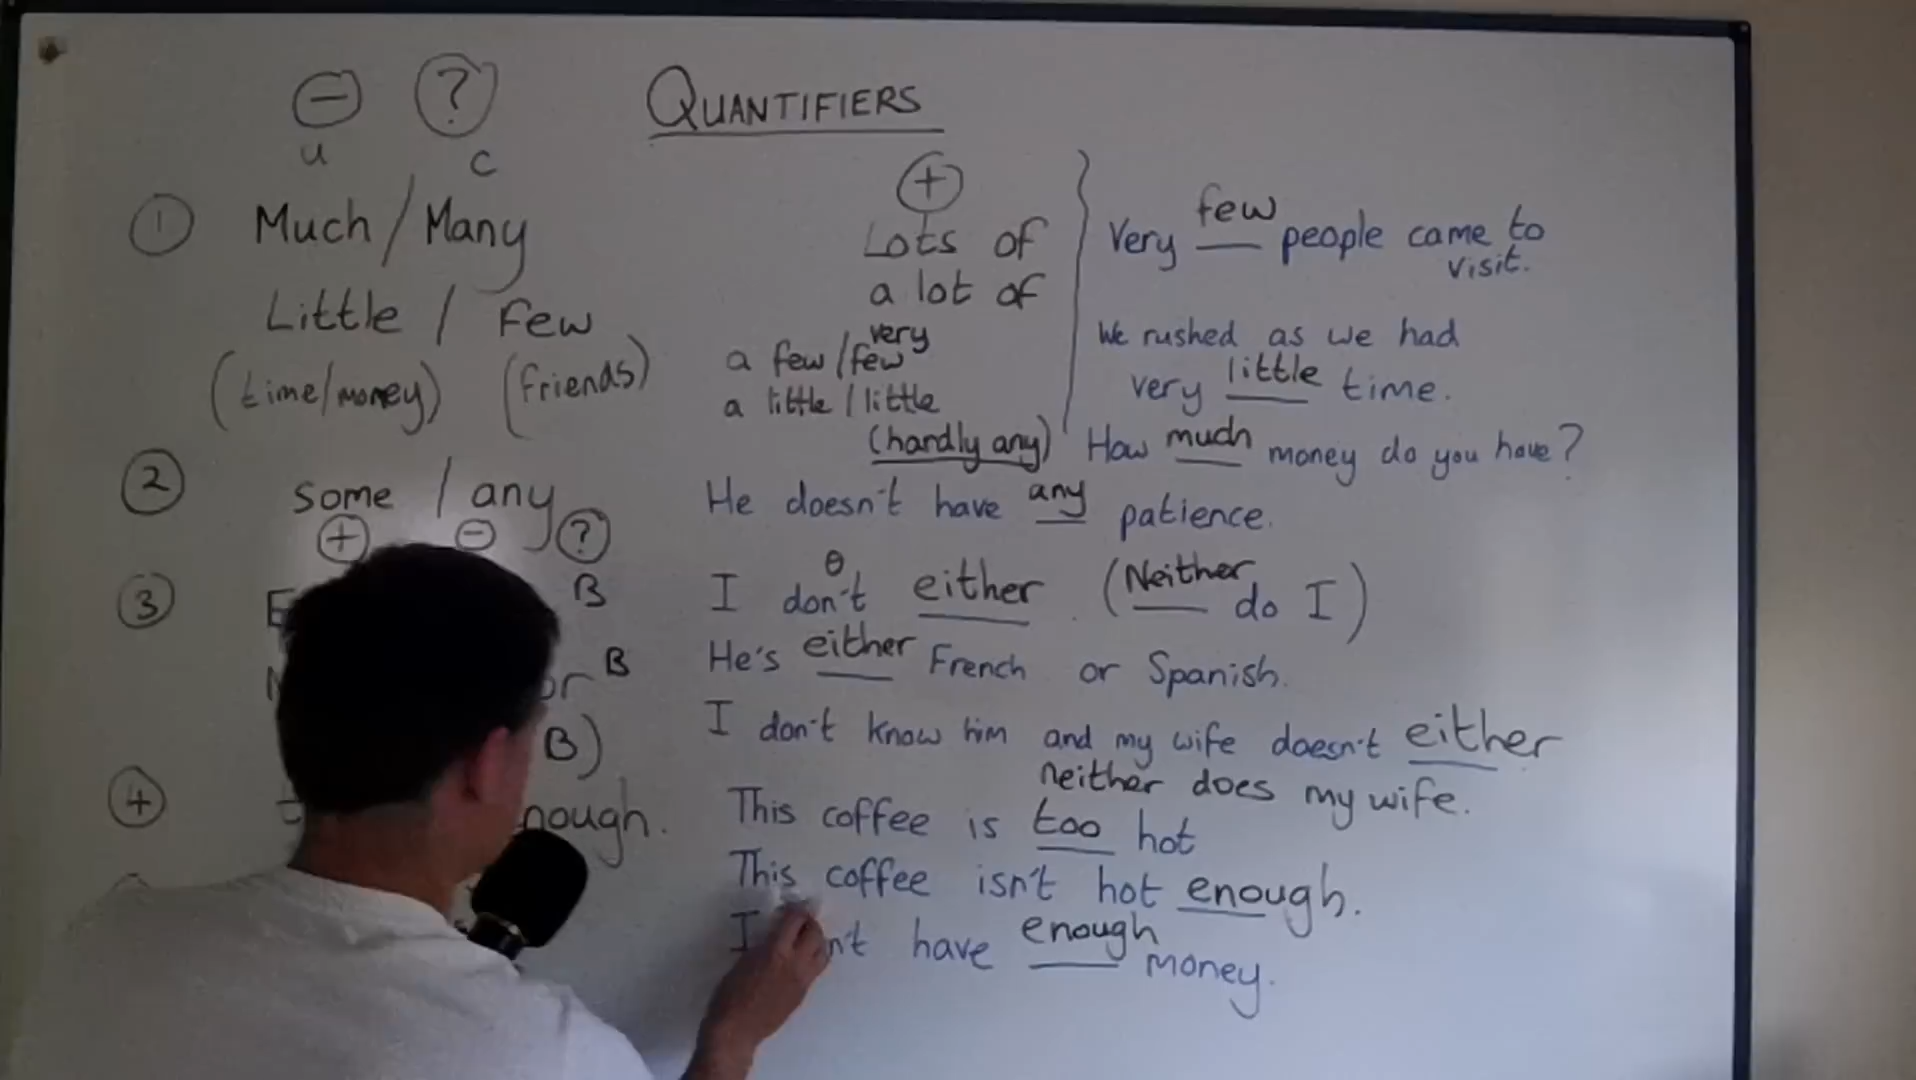 − ? QUANTIFIERS
u c
+
1 Much / Many
Lots of
a lot of
Little / Few
(time/money) (friends)
very
a few / few
a little / little
(hardly any)
Very few people came to
visit.
We rushed as we had
very little time.
How much money do you have?
2 some / any
+ − ?
He doesn't have any patience.
3
B
θ
I don't either. (Neither do I)
or B
He's either French or Spanish.
B)
I don't know him and my wife doesn't either
neither does my wife.
4
This coffee is too hot
This coffee isn't hot enough.
have enough money.